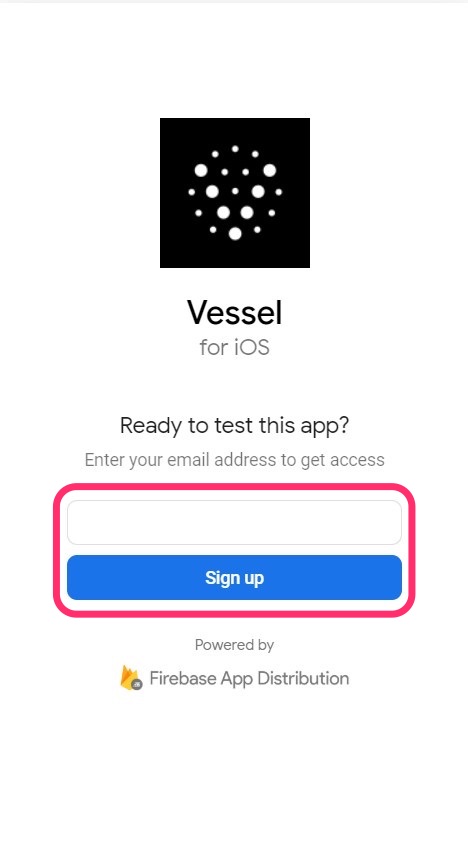 Vessel
for iOS
Ready to test this app?
Enter your email address to get access
Sign up
Powered by
Firebase App Distribution